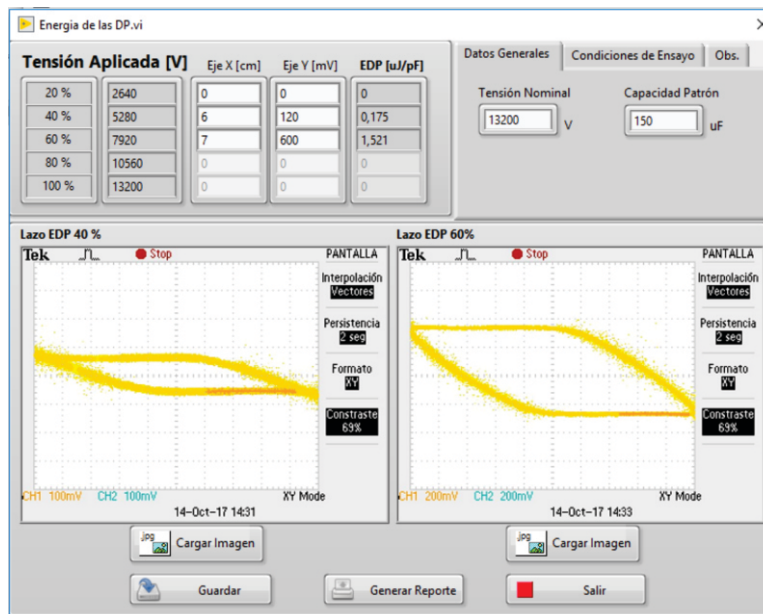 Energia de las DP.vi
Tensión Aplicada [V] Eje X [cm] Eje Y [mV] EDP [uJ/pF]
20 % 2640 0 0 0
40 % 5280 6 120 0,175
60 % 7920 7 600 1,521
80 % 10560 0 0 0
100 % 13200 0 0 0
Datos Generales Condiciones de Ensayo Obs.
Tensión Nominal Capacidad Patrón
13200 V 150 uF
Lazo EDP 40 %
Tek Stop PANTALLA
Interpolación
Vectores
Persistencia
2 seg
Formato
XY
Constraste
69%
CH1 100mV CH2 100mV XY Mode
14-Oct-17 14:31
Lazo EDP 60%
Tek Stop PANTALLA
Interpolación
Vectores
Persistencia
2 seg
Formato
XY
Constraste
69%
CH1 200mV CH2 200mV XY Mode
14-Oct-17 14:33
jpg Cargar Imagen jpg Cargar Imagen
Guardar Generar Reporte Salir